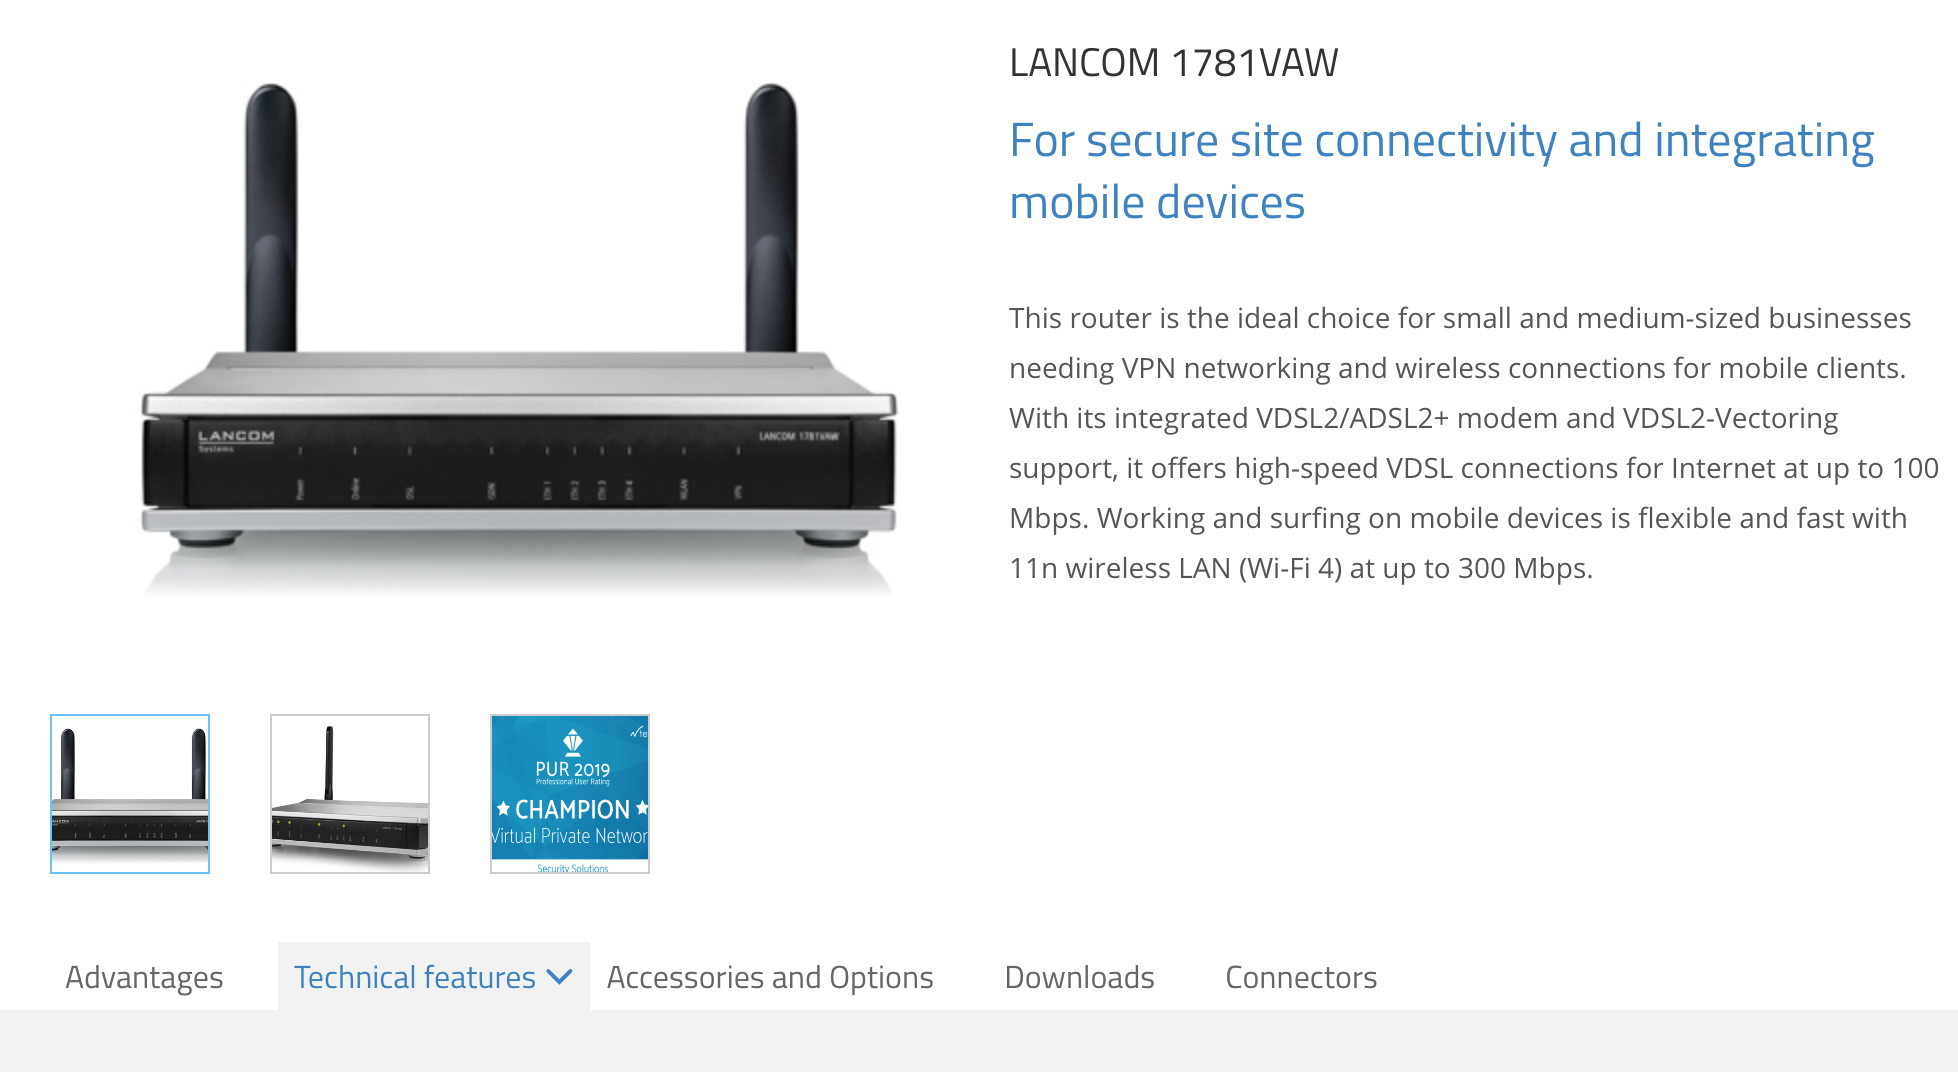 LANCOM 1781VAW
For secure site connectivity and integrating
mobile devices
This router is the ideal choice for small and medium-sized businesses
needing VPN networking and wireless connections for mobile clients.
With its integrated VDSL2/ADSL2+ modem and VDSL2-Vectoring
support, it offers high-speed VDSL connections for Internet at up to 100
Mbps. Working and surfing on mobile devices is flexible and fast with
11n wireless LAN (Wi-Fi 4) at up to 300 Mbps.
LANCOM
Systems
LANCOM 1781VAW
Power
Online
DSL
ISDN
ETH 1
ETH 2
ETH 3
ETH 4
WLAN
VPN
fe
PUR 2019
Professional User Rating
CHAMPION
Virtual Private Networ
Security Solutions
Advantages
Technical features
Accessories and Options
Downloads
Connectors